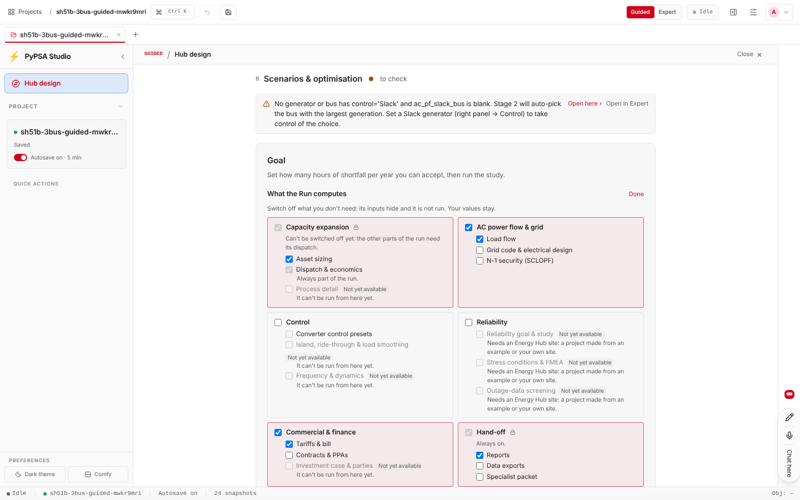 Projects / sh51b-3bus-guided-mwkr9mri Ctrl K Guided Expert Idle A
sh51b-3bus-guided-mwkr... × +
PyPSA Studio
Hub design
PROJECT
sh51b-3bus-guided-mwkr...
Saved
Autosave on · 5 min
QUICK ACTIONS
PREFERENCES
Dark theme Comfy
GUIDED / Hub design Close ×
6 Scenarios & optimisation to check
No generator or bus has control='Slack' and ac_pf_slack_bus is blank. Stage 2 will auto-pick
the bus with the largest generation. Set a Slack generator (right panel → Control) to take
control of the choice.
Open here › Open in Expert
Goal
Set how many hours of shortfall per year you can accept, then run the study.
What the Run computes Done
Switch off what you don't need: its inputs hide and it is not run. Your values stay.
Capacity expansion
Can't be switched off yet: the other parts of the run need
its dispatch.
Asset sizing
Dispatch & economics
Always part of the run.
Process detail Not yet available
It can't be run from here yet.
AC power flow & grid
Load flow
Grid code & electrical design
N-1 security (SCLOPF)
Control
Converter control presets
Island, ride-through & load smoothing
Not yet available
It can't be run from here yet.
Frequency & dynamics Not yet available
It can't be run from here yet.
Reliability
Reliability goal & study Not yet available
Needs an Energy Hub site: a project made from an
example or your own site.
Stress conditions & FMEA Not yet available
Needs an Energy Hub site: a project made from an
example or your own site.
Outage-data screening Not yet available
Needs an Energy Hub site: a project made from an
example or your own site.
Commercial & finance
Tariffs & bill
Contracts & PPAs
Investment case & parties Not yet available
It can't be run from here yet.
Hand-off
Always on.
Reports
Data exports
Specialist packet
Chat here
Idle sh51b-3bus-guided-mwkr9mri Autosave on 24 snapshots Obj: —